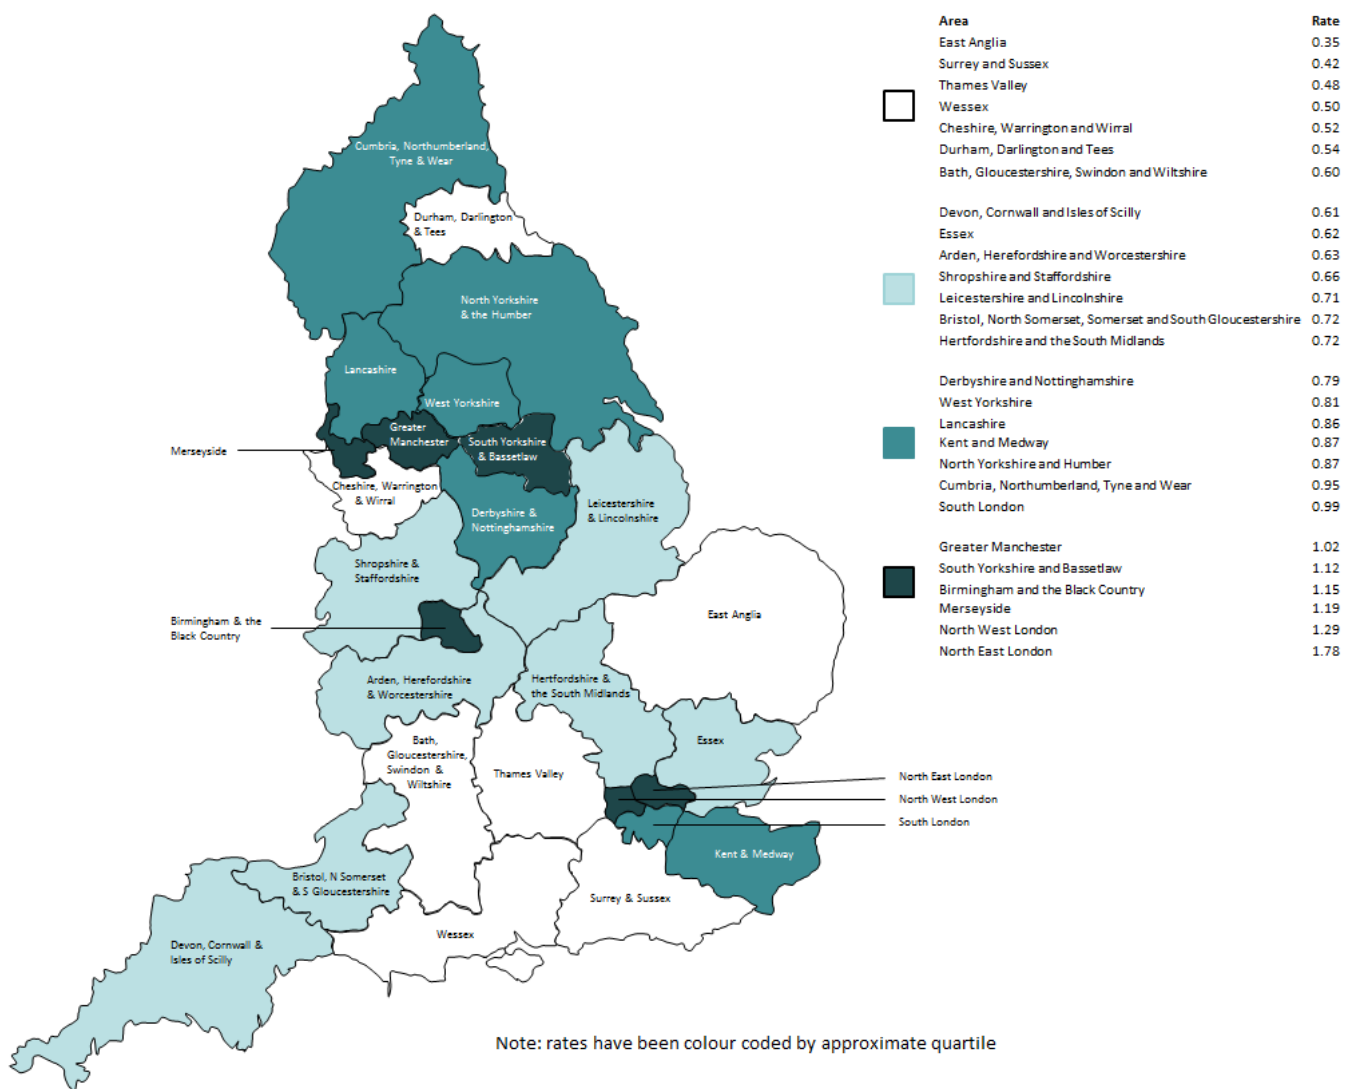 Area Rate
East Anglia 0.35
Surrey and Sussex 0.42
Thames Valley 0.48
Wessex 0.50
Cheshire, Warrington and Wirral 0.52
Durham, Darlington and Tees 0.54
Bath, Gloucestershire, Swindon and Wiltshire 0.60
Devon, Cornwall and Isles of Scilly 0.61
Essex 0.62
Arden, Herefordshire and Worcestershire 0.63
Shropshire and Staffordshire 0.66
Leicestershire and Lincolnshire 0.71
Bristol, North Somerset, Somerset and South Gloucestershire 0.72
Hertfordshire and the South Midlands 0.72
Derbyshire and Nottinghamshire 0.79
West Yorkshire 0.81
Lancashire 0.86
Kent and Medway 0.87
North Yorkshire and Humber 0.87
Cumbria, Northumberland, Tyne and Wear 0.95
South London 0.99
Greater Manchester 1.02
South Yorkshire and Bassetlaw 1.12
Birmingham and the Black Country 1.15
Merseyside 1.19
North West London 1.29
North East London 1.78
Cumbria, Northumberland,
Tyne & Wear
Durham, Darlington
& Tees
North Yorkshire
& the Humber
Lancashire
West Yorkshire
Greater
Manchester
South Yorkshire
& Bassetlaw
Merseyside
Cheshire, Warrington
& Wirral
Derbyshire &
Nottinghamshire
Leicestershire
& Lincolnshire
Shropshire &
Staffordshire
Birmingham & the
Black Country
East Anglia
Arden, Herefordshire
& Worcestershire
Hertfordshire &
the South Midlands
Bath,
Gloucestershire,
Swindon &
Wiltshire
Thames Valley
Essex
North East London
North West London
South London
Kent & Medway
Bristol, N Somerset
& S Gloucestershire
Surrey & Sussex
Wessex
Devon, Cornwall &
Isles of Scilly
Note: rates have been colour coded by approximate quartile